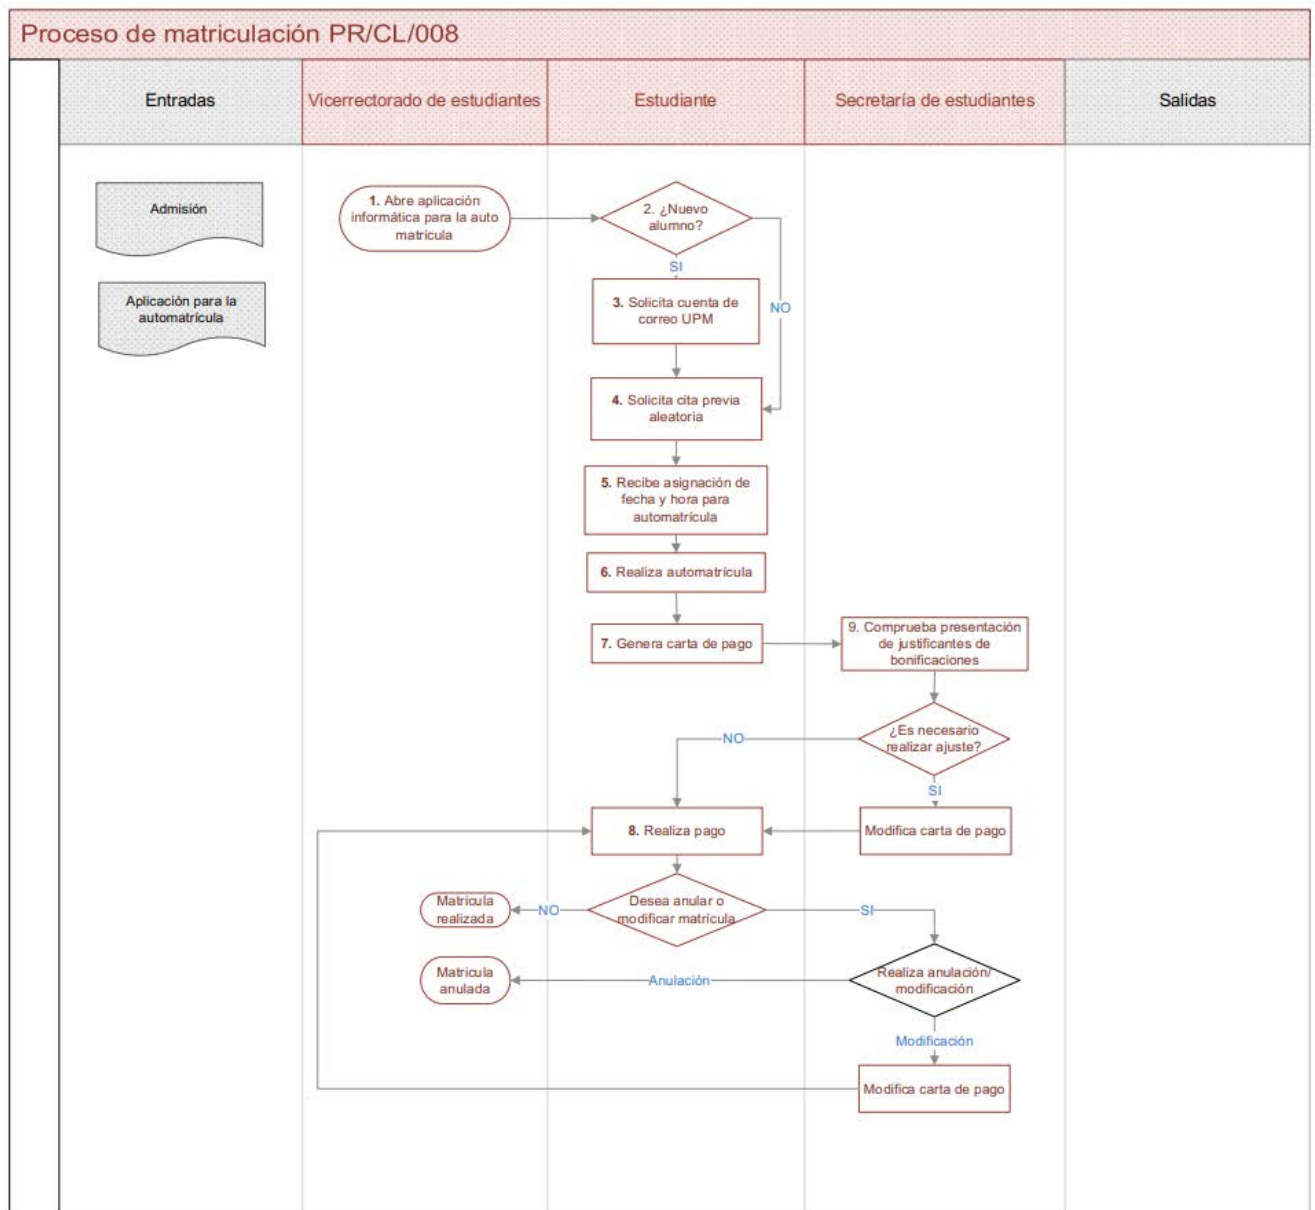 Proceso de matriculación PR/CL/008
Entradas
Vicerrectorado de estudiantes
Estudiante
Secretaría de estudiantes
Salidas
Admisión
Aplicación para la
automatrícula
1. Abre aplicación
informática para la auto
matrícula
2. ¿Nuevo
alumno?
SI
NO
3. Solicita cuenta de
correo UPM
4. Solicita cita previa
aleatoria
5. Recibe asignación de
fecha y hora para
automatrícula
6. Realiza automatrícula
7. Genera carta de pago
9. Comprueba presentación
de justificantes de
bonificaciones
¿Es necesario
realizar ajuste?
NO
SI
8. Realiza pago
Modifica carta de pago
Desea anular o
modificar matrícula
NO
SI
Matricula
realizada
Matricula
anulada
Anulación
Realiza anulación/
modificación
Modificación
Modifica carta de pago